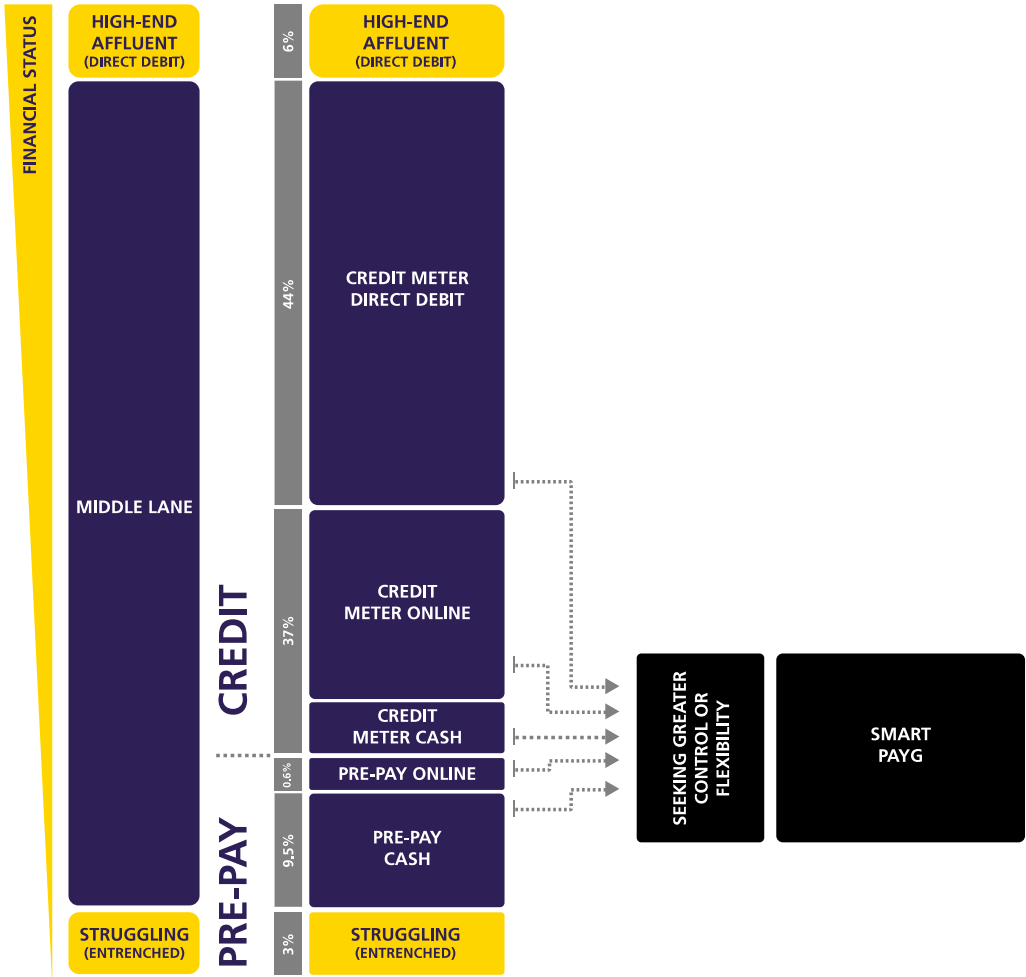 FINANCIAL STATUS
HIGH-END
AFFLUENT
(DIRECT DEBIT)
MIDDLE LANE
STRUGGLING
(ENTRENCHED)
CREDIT
PRE-PAY
6%
44%
37%
0.6%
9.5%
3%
HIGH-END
AFFLUENT
(DIRECT DEBIT)
CREDIT METER
DIRECT DEBIT
CREDIT
METER ONLINE
CREDIT
METER CASH
PRE-PAY ONLINE
PRE-PAY
CASH
STRUGGLING
(ENTRENCHED)
SEEKING GREATER
CONTROL OR
FLEXIBILITY
SMART
PAYG